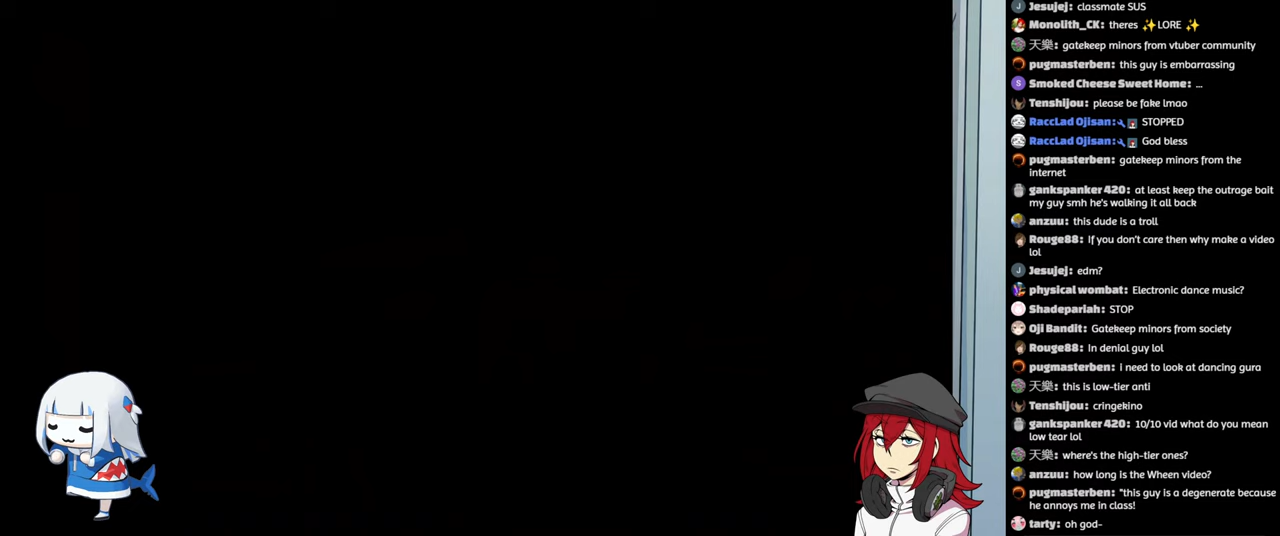 Jesujej: classmate SUS
Monolith_CK: theres ✨LORE ✨
天樂: gatekeep minors from vtuber community
pugmasterben: this guy is embarrassing
S Smoked Cheese Sweet Home: ...
Tenshijou: please be fake lmao
RaccLad Ojisan: STOPPED
RaccLad Ojisan: God bless
pugmasterben: gatekeep minors from the
internet
gankspanker 420: at least keep the outrage bait
my guy smh he's walking it all back
anzuu: this dude is a troll
Rouge88: If you don't care then why make a video
lol
J Jesujej: edm?
physical wombat: Electronic dance music?
Shadepariah: STOP
Oji Bandit: Gatekeep minors from society
Rouge88: In denial guy lol
pugmasterben: i need to look at dancing gura
天樂: this is low-tier anti
Tenshijou: cringekino
gankspanker 420: 10/10 vid what do you mean
low tear lol
天樂: where's the high-tier ones?
anzuu: how long is the Wheen video?
pugmasterben: "this guy is a degenerate because
he annoys me in class!
tarty: oh god-